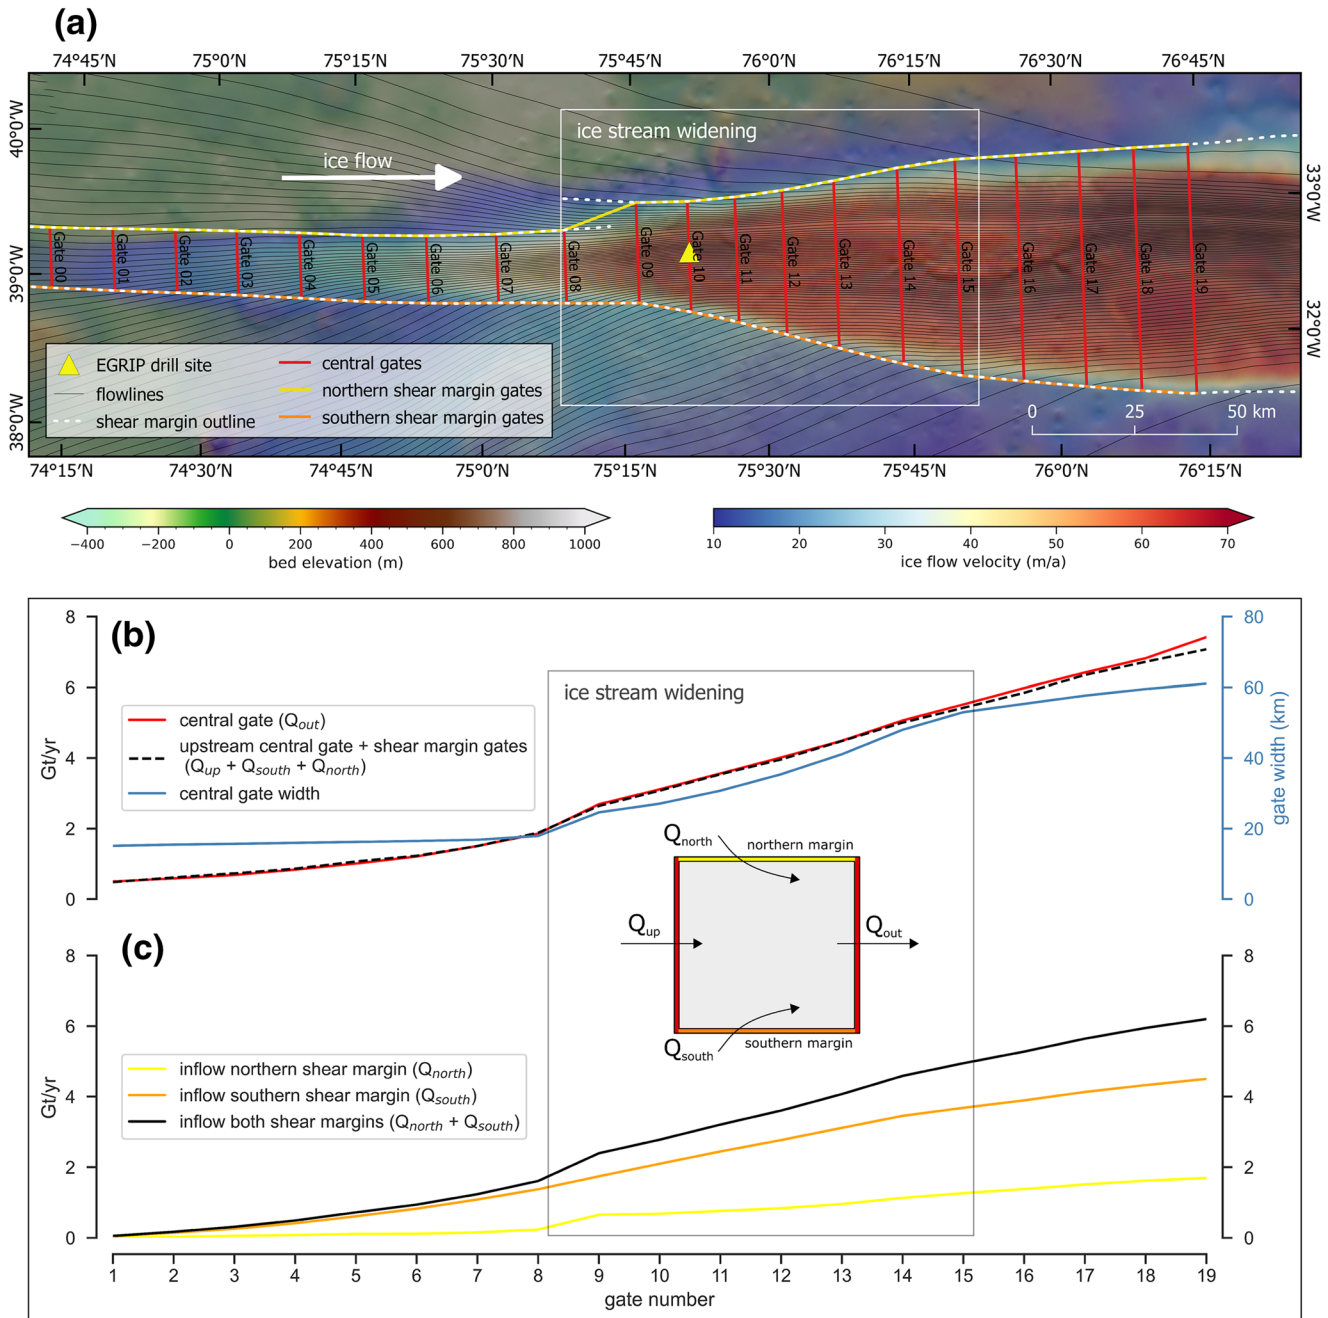 (a)
74°45'N 75°0'N 75°15'N 75°30'N 75°45'N 76°0'N 76°15'N 76°30'N 76°45'N
40°0'W
39°0'W
38°0'W
ice stream widening
ice flow
33°0'W
32°0'W
Gate 00
Gate 01
Gate 02
Gate 03
Gate 04
Gate 05
Gate 06
Gate 07
Gate 08
Gate 09
Gate 10
Gate 11
Gate 12
Gate 13
Gate 14
Gate 15
Gate 16
Gate 17
Gate 18
Gate 19
EGRIP drill site
flowlines
shear margin outline
central gates
northern shear margin gates
southern shear margin gates
0 25 50 km
74°15'N 74°30'N 74°45'N 75°0'N 75°15'N 75°30'N 75°45'N 76°0'N 76°15'N
−400 −200 0 200 400 600 800 1000
bed elevation (m)
10 20 30 40 50 60 70
ice flow velocity (m/a)
(b)
8
6
4
2
0
Gt/yr
80
60
40
20
0
gate width (km)
ice stream widening
central gate (Qout)
upstream central gate + shear margin gates
(Qup + Qsouth + Qnorth)
central gate width
Qnorth northern margin
Qup
Qout
Qsouth southern margin
(c)
8
6
4
2
0
Gt/yr
8
6
4
2
0
inflow northern shear margin (Qnorth)
inflow southern shear margin (Qsouth)
inflow both shear margins (Qnorth + Qsouth)
1 2 3 4 5 6 7 8 9 10 11 12 13 14 15 16 17 18 19
gate number